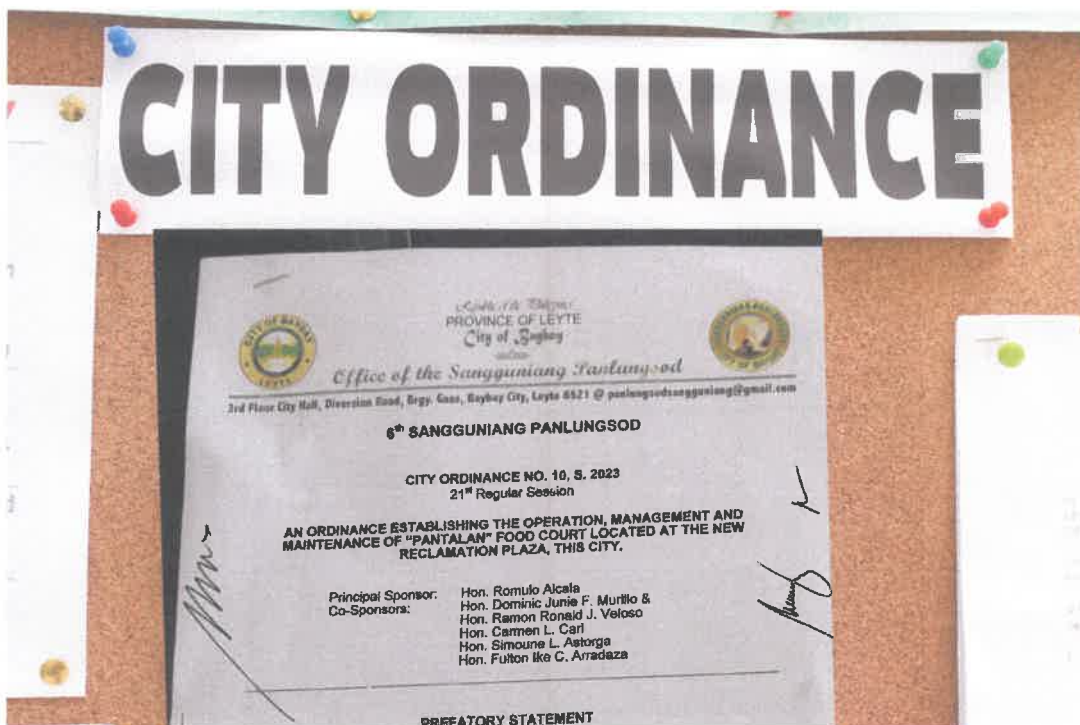 CITY ORDINANCE
PROVINCE OF LEYTE
City of Baybay
Office of the Sangguniang Panlungsod
3rd Floor City Hall, Diversion Road, Brgy. Gaas, Baybay City, Leyte 6521 @ panlungsodsangguniang@gmail.com
6th SANGGUNIANG PANLUNGSOD
CITY ORDINANCE NO. 10, S. 2023
21st Regular Session
AN ORDINANCE ESTABLISHING THE OPERATION, MANAGEMENT AND
MAINTENANCE OF "PANTALAN" FOOD COURT LOCATED AT THE NEW
RECLAMATION PLAZA, THIS CITY.
Principal Sponsor: Hon. Romulo Alcala
Co-Sponsors: Hon. Dominic Junie F. Murillo &
Hon. Ramon Ronald J. Veloso
Hon. Carmen L. Cari
Hon. Simoune L. Astorga
Hon. Fulton Ike C. Arradaza
PREFATORY STATEMENT